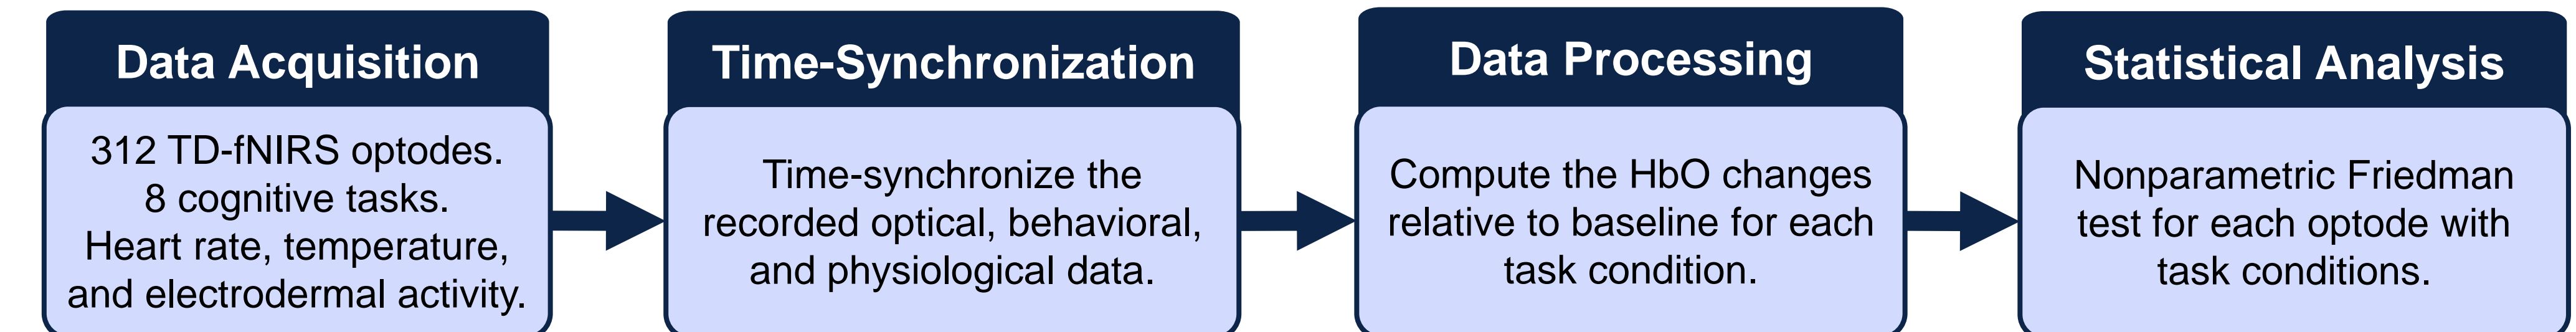 Data Acquisition
312 TD-fNIRS optodes.
8 cognitive tasks.
Heart rate, temperature,
and electrodermal activity.
Time-Synchronization
Time-synchronize the
recorded optical, behavioral,
and physiological data.
Data Processing
Compute the HbO changes
relative to baseline for each
task condition.
Statistical Analysis
Nonparametric Friedman
test for each optode with
task conditions.